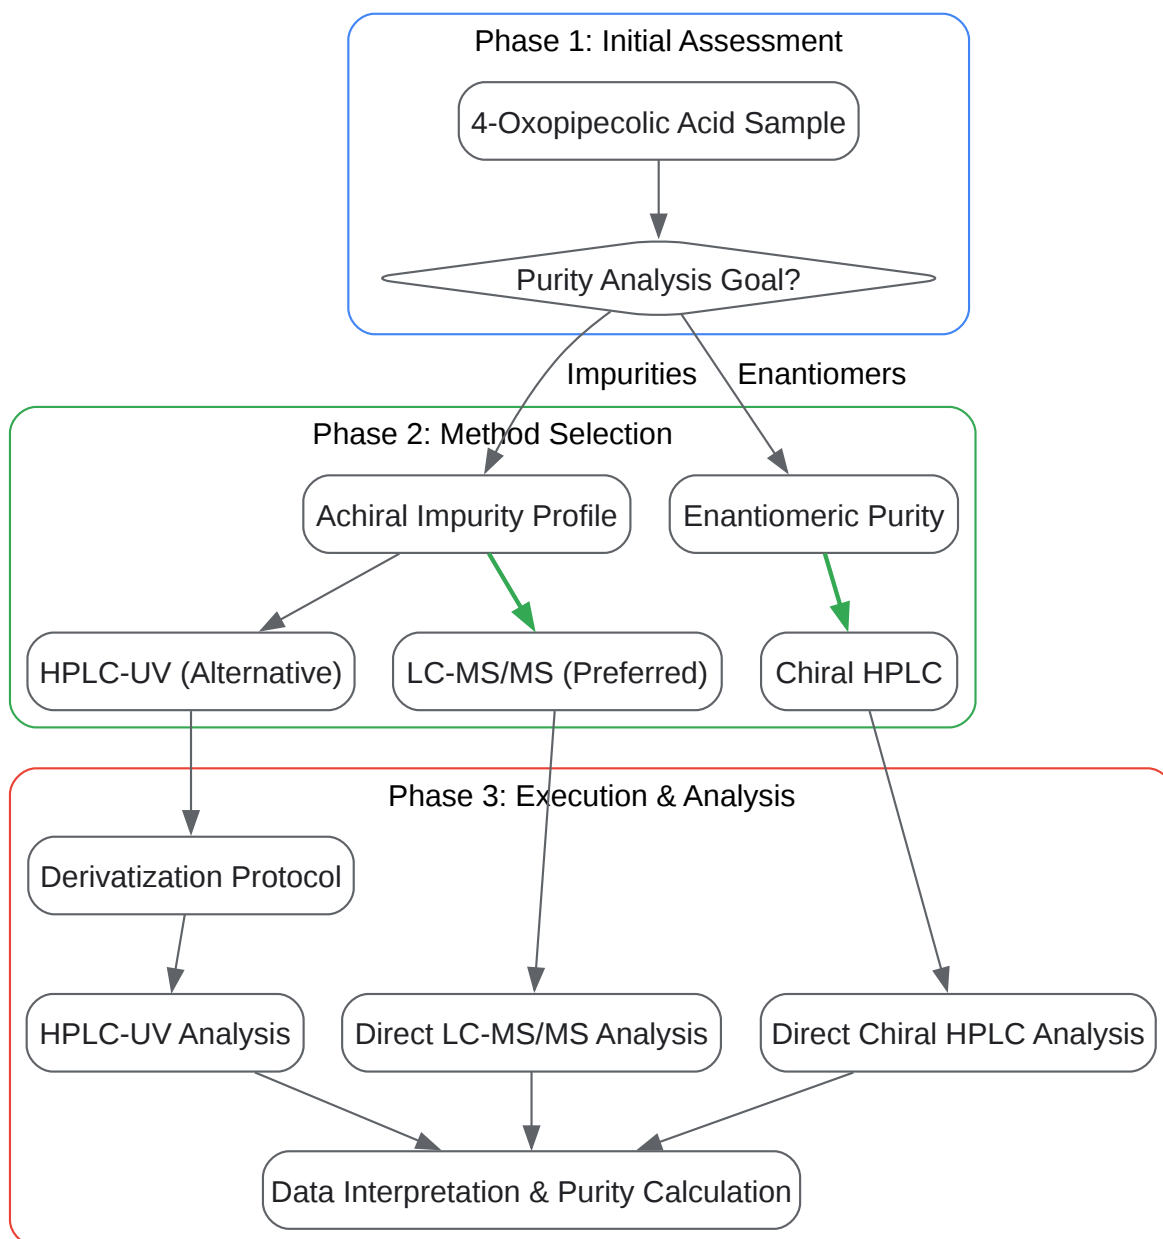 Phase 1: Initial Assessment
4-Oxopipecolic Acid Sample
Purity Analysis Goal?
Impurities
Enantiomers
Phase 2: Method Selection
Achiral Impurity Profile
Enantiomeric Purity
HPLC-UV (Alternative)
LC-MS/MS (Preferred)
Chiral HPLC
Phase 3: Execution & Analysis
Derivatization Protocol
HPLC-UV Analysis
Direct LC-MS/MS Analysis
Direct Chiral HPLC Analysis
Data Interpretation & Purity Calculation